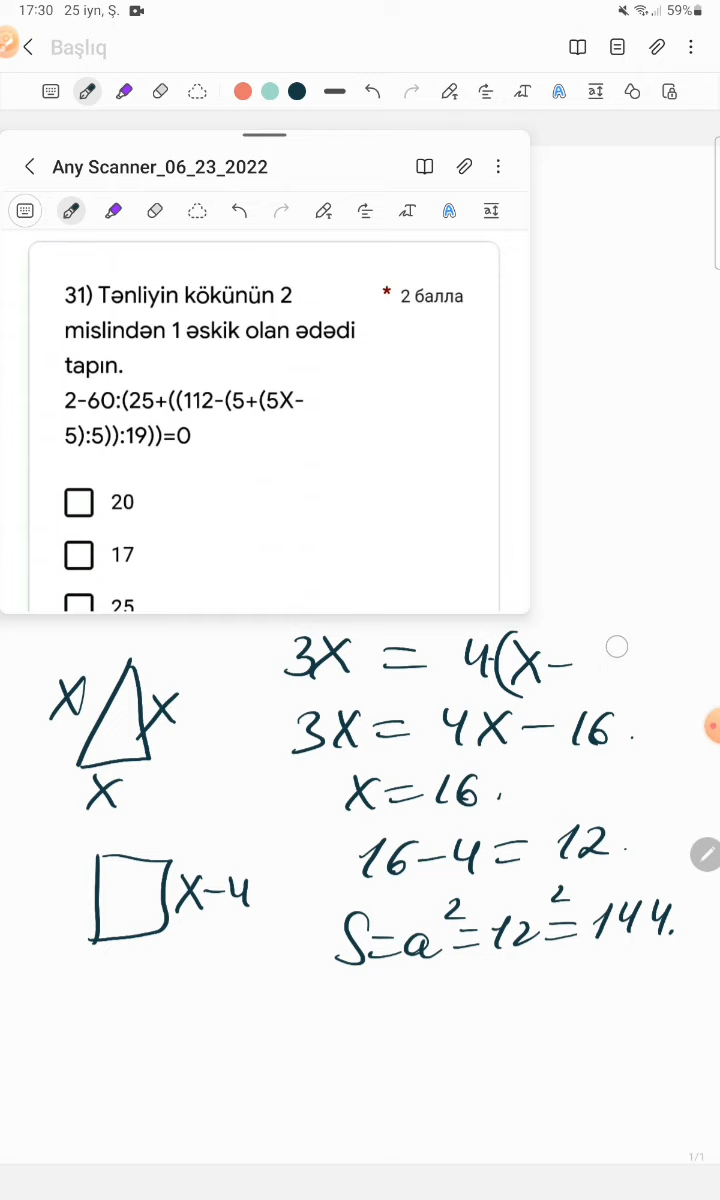 17:30 25 iyn, Ş. 59%
Başlıq
Any Scanner_06_23_2022
31) Tənliyin kökünün 2 * 2 балла
mislindən 1 əskik olan ədədi
tapın.
2-60:(25+((112-(5+(5X-
5):5)):19))=0
20
17
25
3X = 4(X-
3X = 4X - 16.
X = 16.
16-4 = 12.
S=a²=12²=144.
X X
X
X-4
1/1